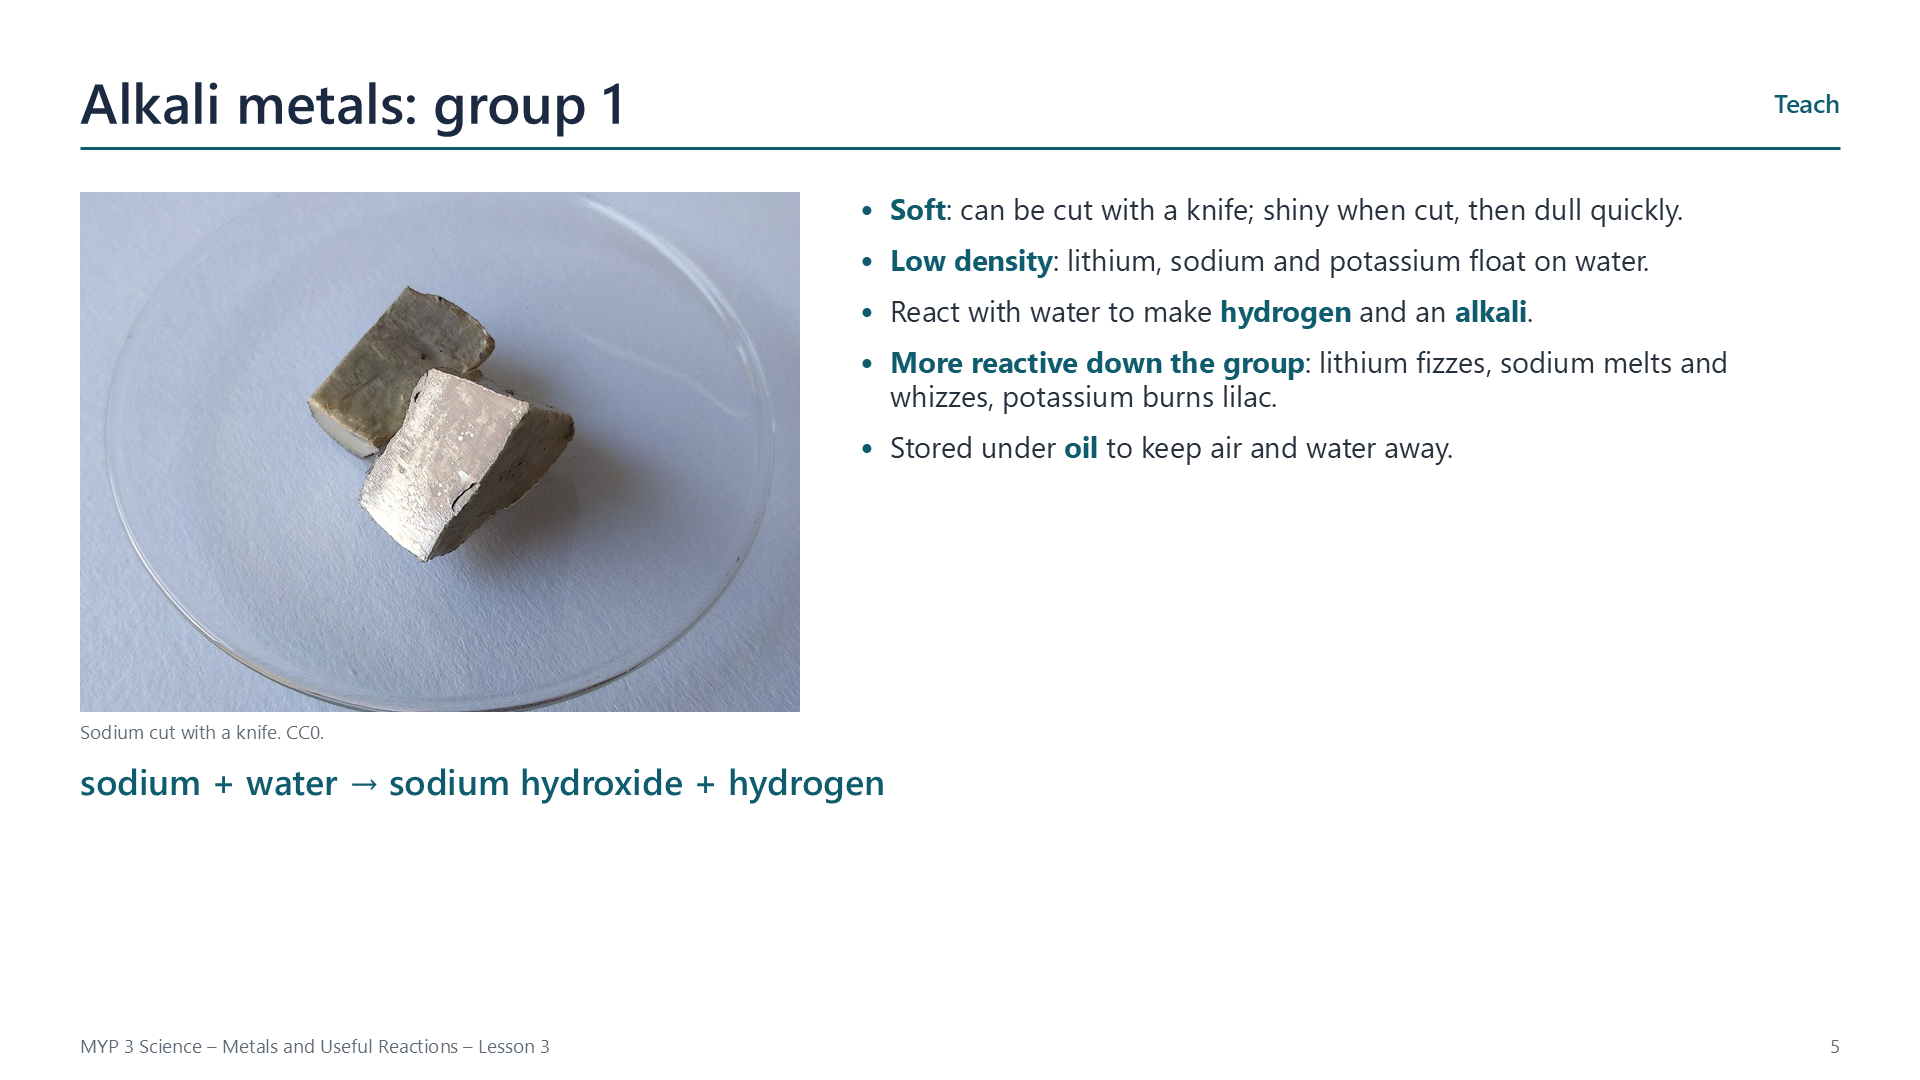 Alkali metals: group 1
Teach
• Soft: can be cut with a knife; shiny when cut, then dull quickly.
• Low density: lithium, sodium and potassium float on water.
• React with water to make hydrogen and an alkali.
• More reactive down the group: lithium fizzes, sodium melts and
whizzes, potassium burns lilac.
• Stored under oil to keep air and water away.
Sodium cut with a knife. CC0.
sodium + water → sodium hydroxide + hydrogen
MYP 3 Science – Metals and Useful Reactions – Lesson 3
5